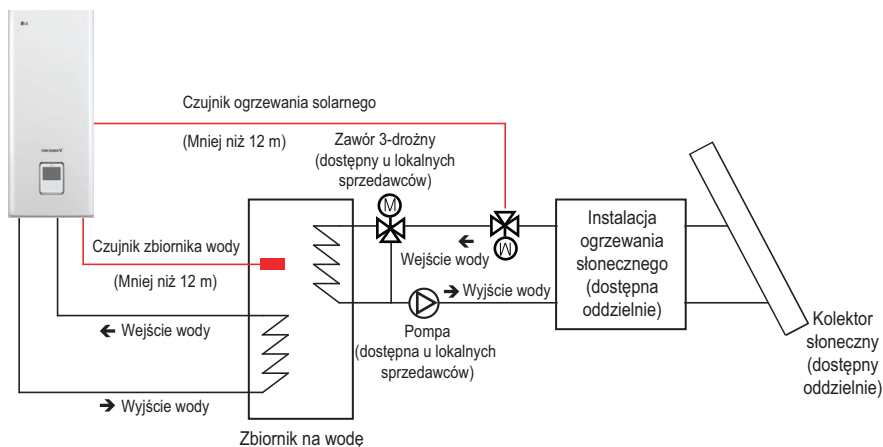 LG
Czujnik ogrzewania solarnego
(Mniej niż 12 m)
Zawór 3-drożny
(dostępny u lokalnych
sprzedawców)
M
M
Wejście wody
Wyjście wody
Instalacja
ogrzewania
słonecznego
(dostępna
oddzielnie)
Kolektor
słoneczny
(dostępny
oddzielnie)
Czujnik zbiornika wody
(Mniej niż 12 m)
Pompa
(dostępna u lokalnych
sprzedawców)
Wejście wody
Wyjście wody
Zbiornik na wodę